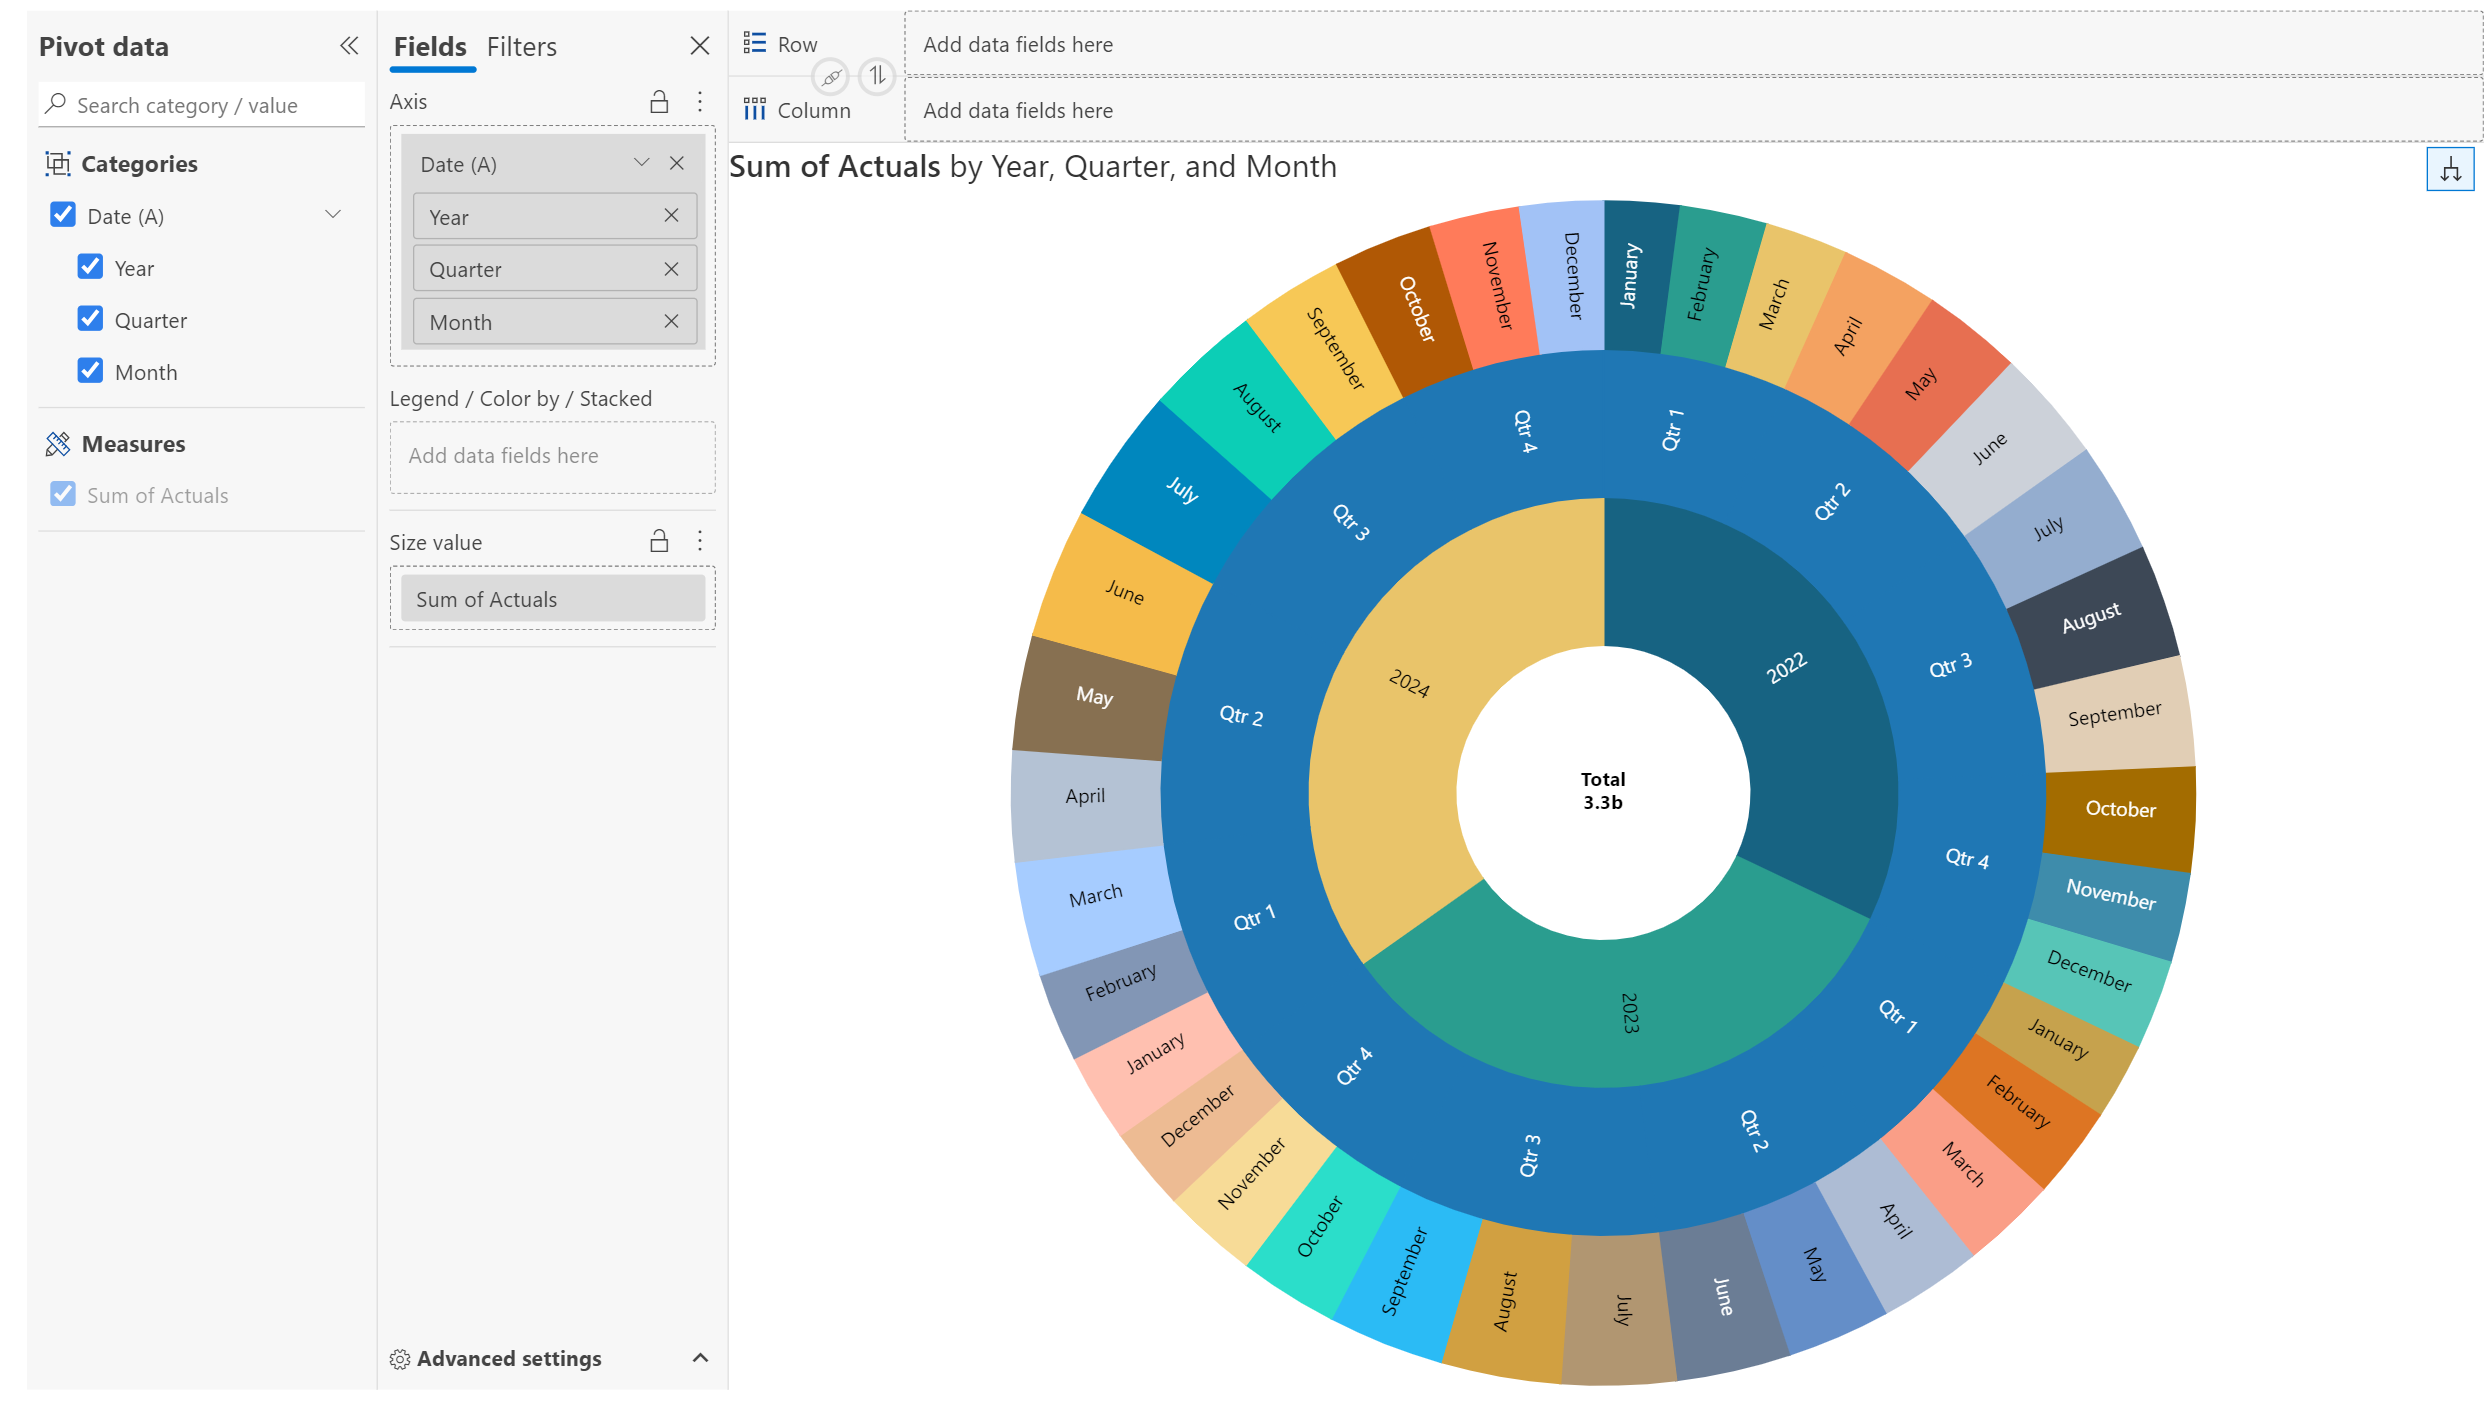 Pivot data
Search category / value
Categories
Date (A)
Year
Quarter
Month
Measures
Sum of Actuals
Fields
Filters
Axis
Date (A)
Year
Quarter
Month
Legend / Color by / Stacked
Add data fields here
Size value
Sum of Actuals
Advanced settings
Row
Add data fields here
Column
Add data fields here
Sum of Actuals by Year, Quarter, and Month
Total
3.3b
2022
2023
2024
Qtr 1
Qtr 2
Qtr 3
Qtr 4
Qtr 1
Qtr 2
Qtr 3
Qtr 4
Qtr 1
Qtr 2
Qtr 3
Qtr 4
January
February
March
April
May
June
July
August
September
October
November
December
January
February
March
April
May
June
July
August
September
October
November
December
January
February
March
April
May
June
July
August
September
October
November
December